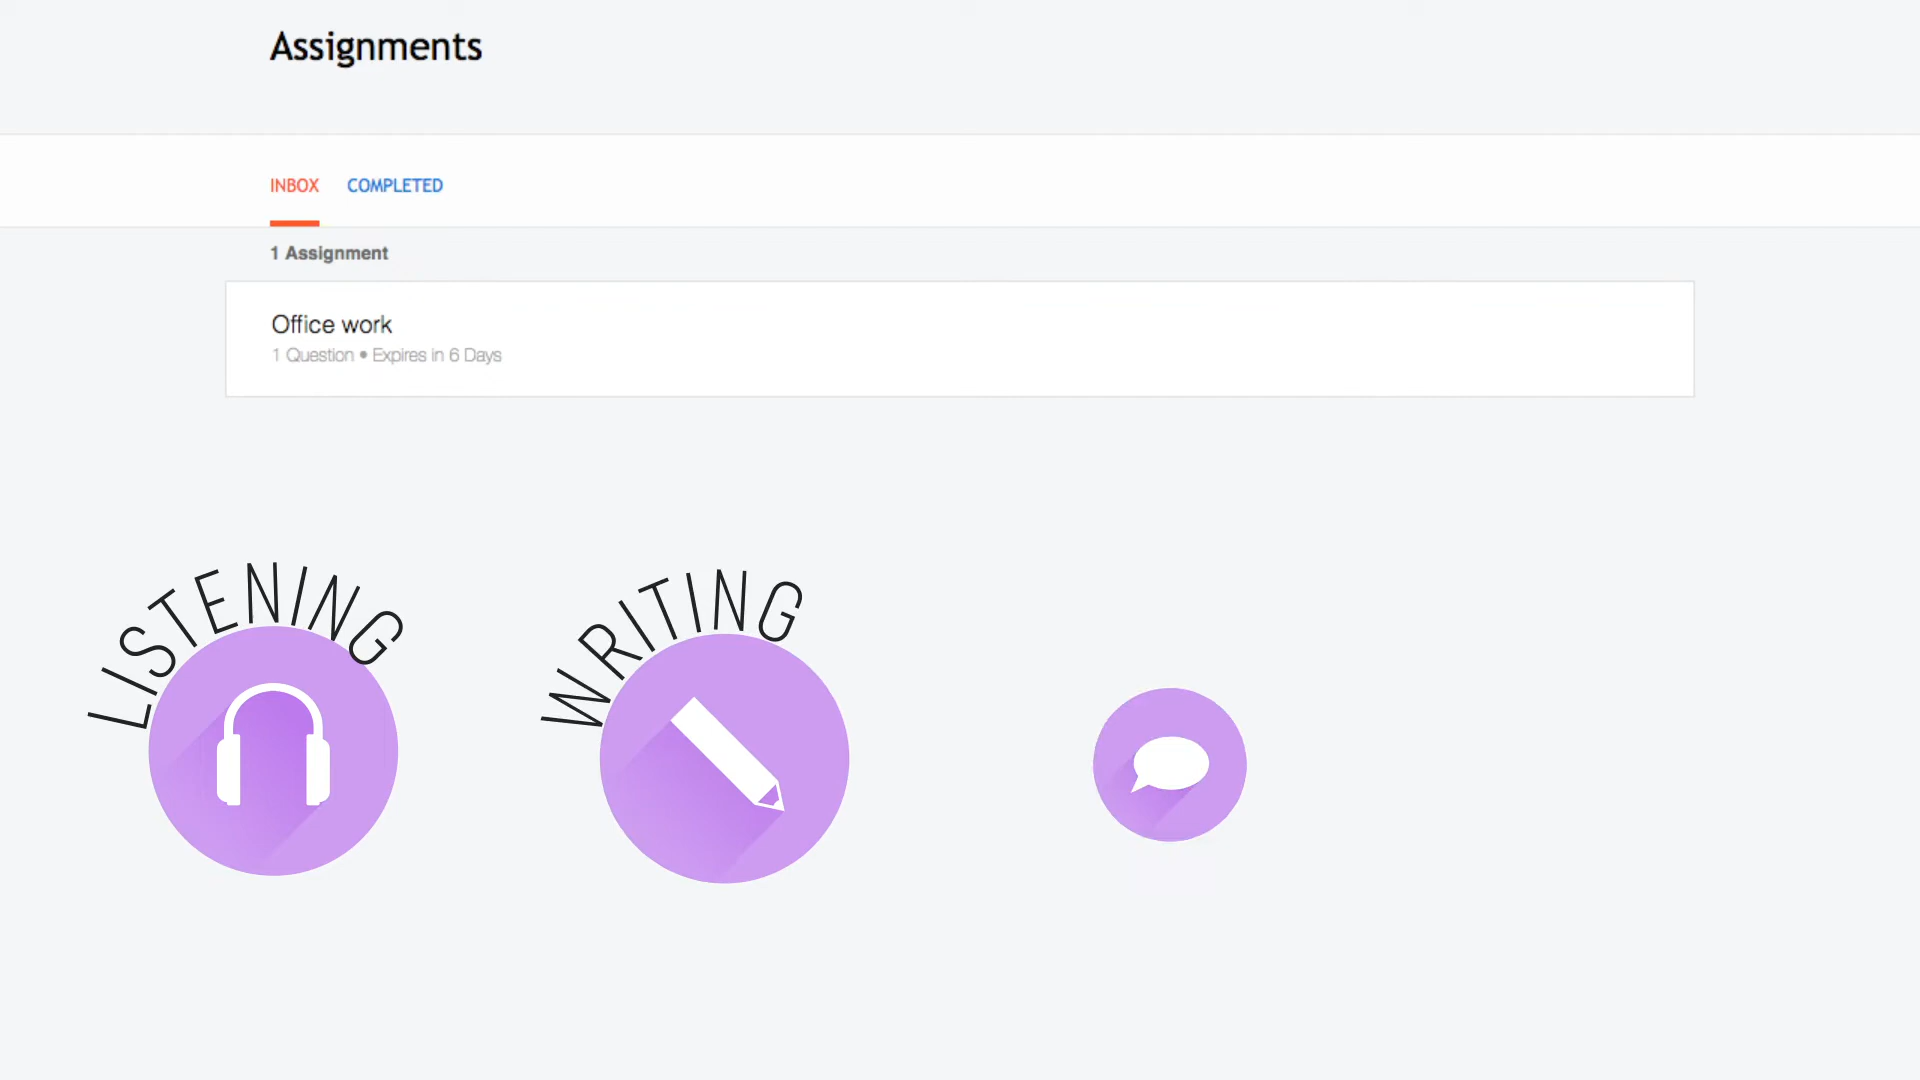 Assignments
INBOX COMPLETED
1 Assignment
Office work
1 Question • Expires in 6 Days
LISTENING
WRITING